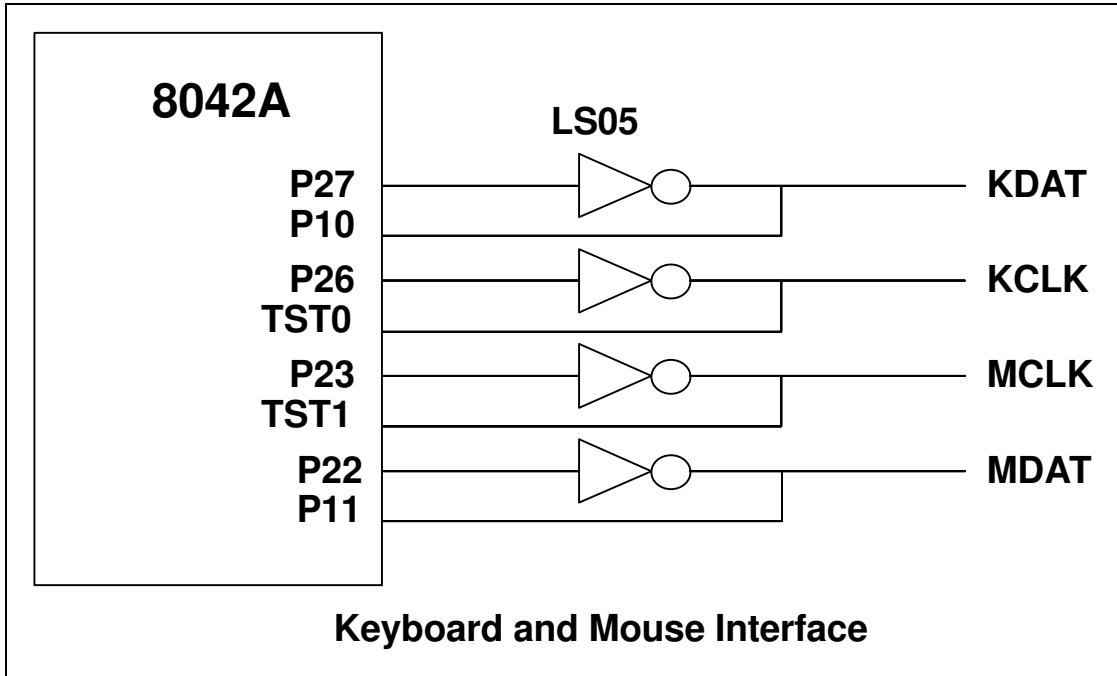 8042A
LS05
P27
KDAT
P10
P26
KCLK
TST0
P23
MCLK
TST1
P22
MDAT
P11
Keyboard and Mouse Interface